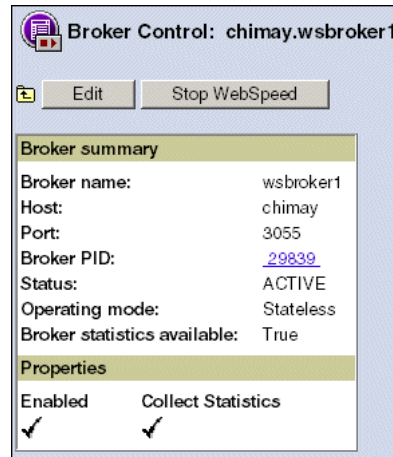 Broker Control: chimay.wsbroker1
Edit Stop WebSpeed
Broker summary
Broker name: wsbroker1
Host: chimay
Port: 3055
Broker PID: 29839
Status: ACTIVE
Operating mode: Stateless
Broker statistics available: True
Properties
Enabled Collect Statistics